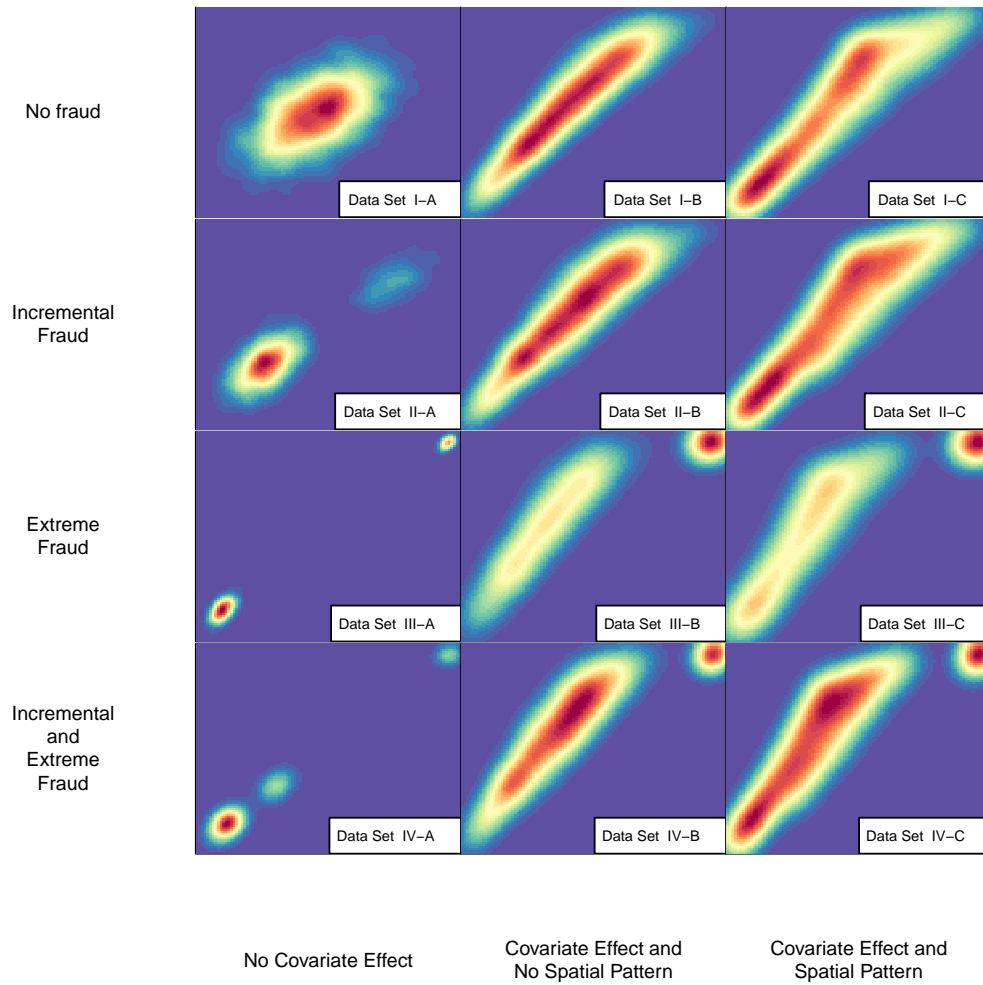 No fraud
Data Set I−A
Data Set I−B
Data Set I−C
Incremental
Fraud
Data Set II−A
Data Set II−B
Data Set II−C
Extreme
Fraud
Data Set III−A
Data Set III−B
Data Set III−C
Incremental
and
Extreme
Fraud
Data Set IV−A
Data Set IV−B
Data Set IV−C
No Covariate Effect
Covariate Effect and
No Spatial Pattern
Covariate Effect and
Spatial Pattern